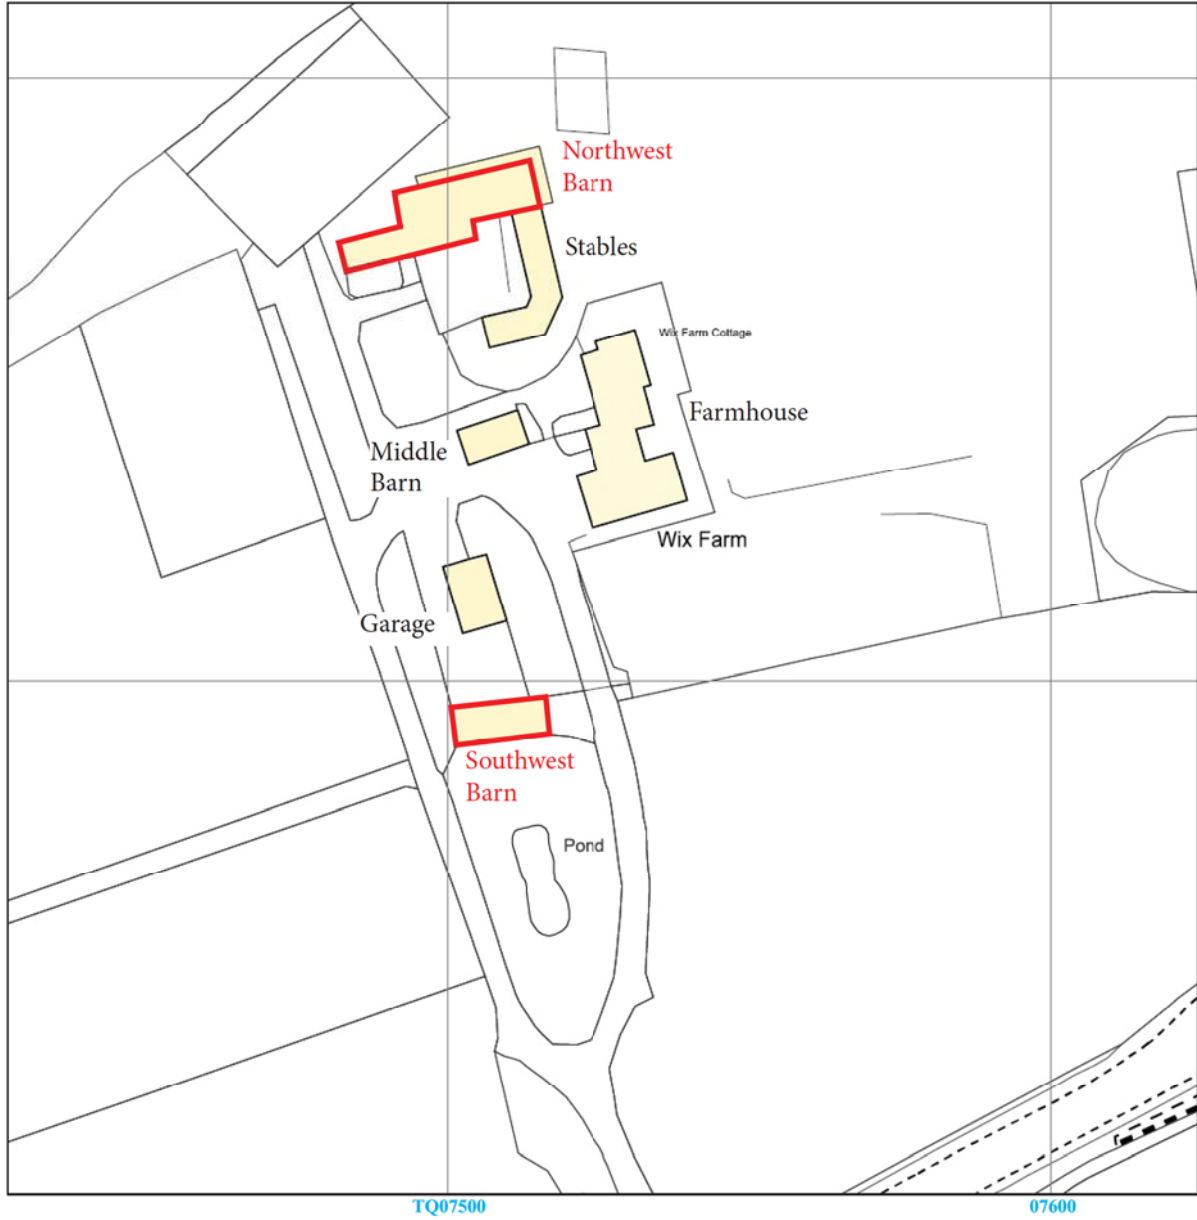 Northwest
Barn
Stables
Wix Farm Cottage
Farmhouse
Middle
Barn
Wix Farm
Garage
Southwest
Barn
Pond
TQ07500
07600